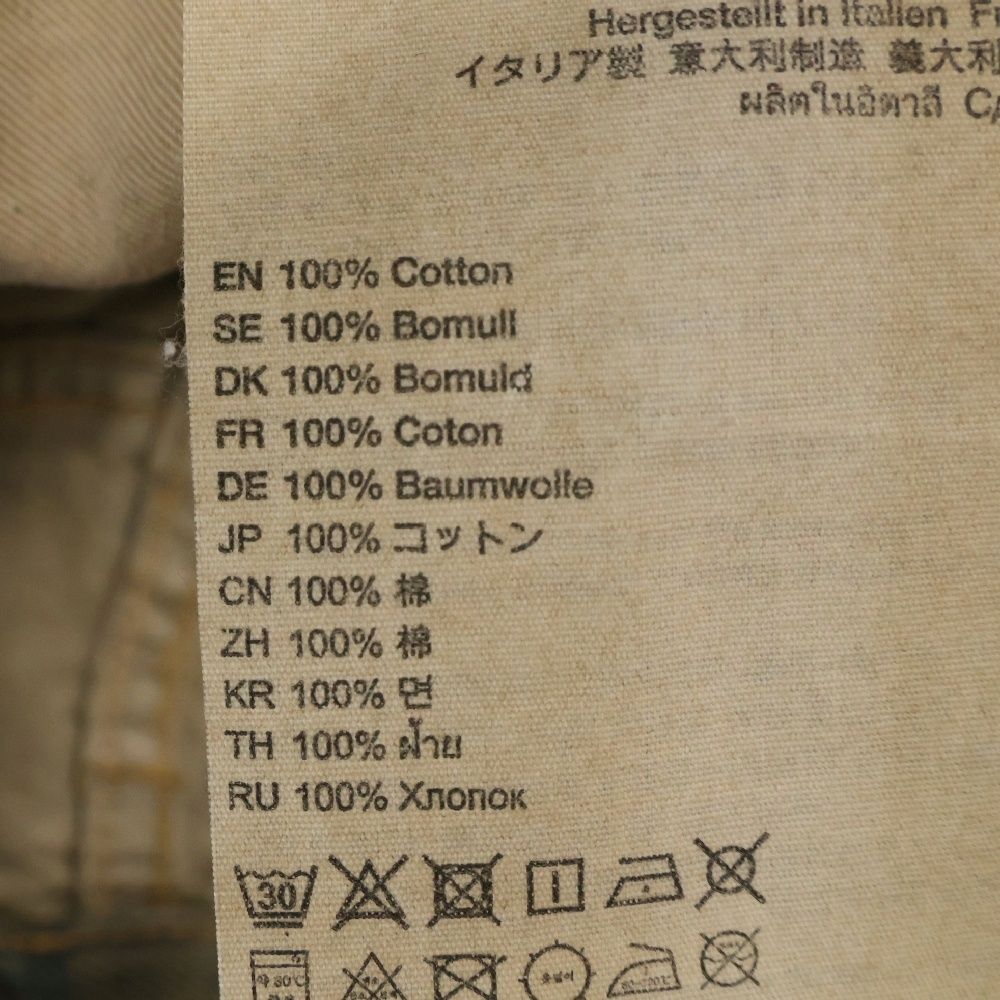 Hergestellt in Italien
イタリア製 意大利制造 義大利
ผลิตในอิตาลี
EN 100% Cotton
SE 100% Bomull
DK 100% Bomuld
FR 100% Coton
DE 100% Baumwolle
JP 100% コットン
CN 100% 棉
ZH 100% 棉
KR 100% 면
TH 100% ฝ้าย
RU 100% Хлопок
30